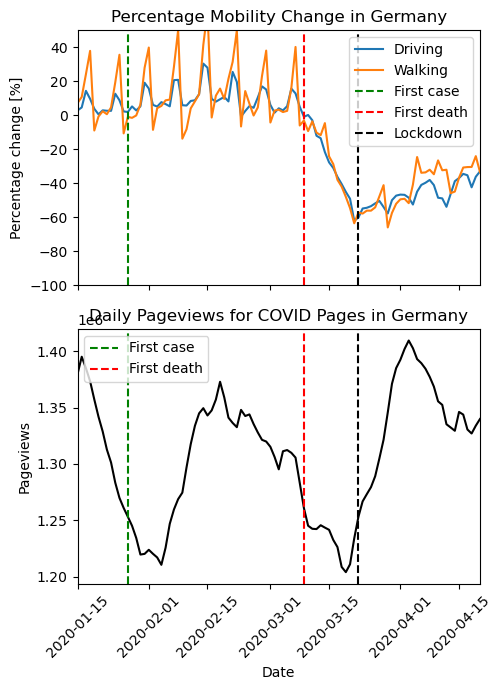 Percentage Mobility Change in Germany
Percentage change [%]
40
20
0
−20
−40
−60
−80
−100
Driving
Walking
First case
First death
Lockdown
1e6
Daily Pageviews for COVID Pages in Germany
Pageviews
1.40
1.35
1.30
1.25
1.20
First case
First death
2020-01-15
2020-02-01
2020-02-15
2020-03-01
2020-03-15
2020-04-01
2020-04-15
Date